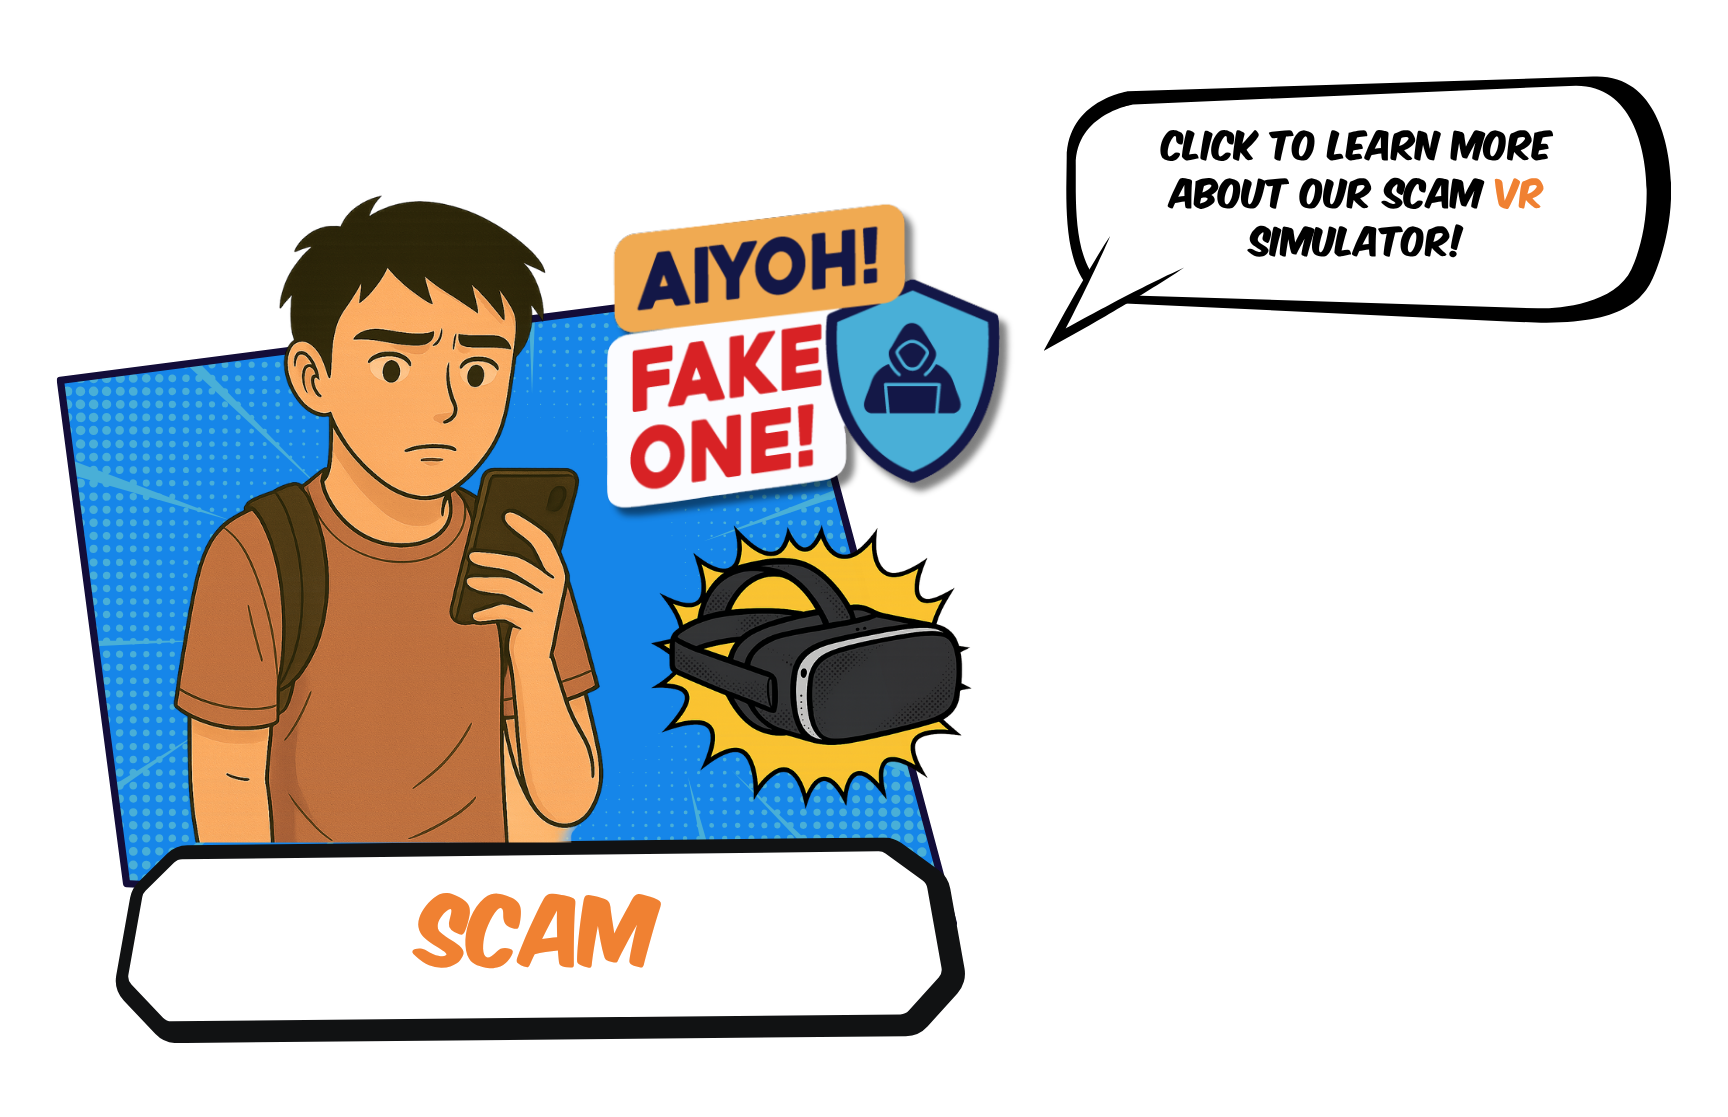 CLICK TO LEARN MORE
ABOUT OUR SCAM VR
SIMULATOR!
AIYOH!
FAKE
ONE!
SCAM